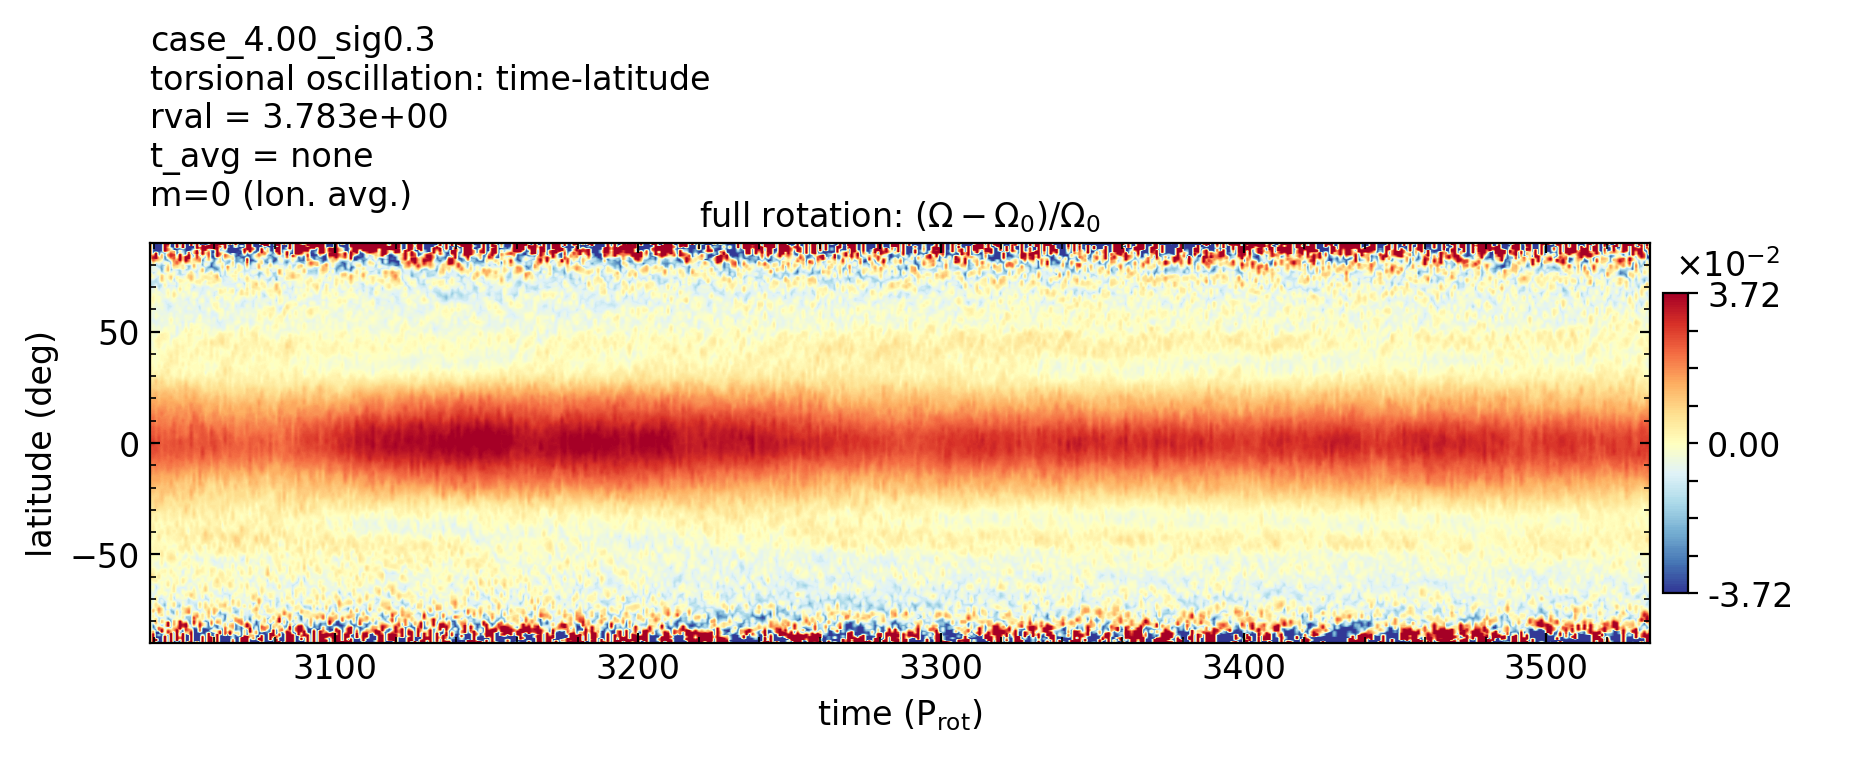 case_4.00_sig0.3
torsional oscillation: time-latitude
rval = 3.783e+00
t_avg = none
m=0 (lon. avg.)
full rotation: (Ω − Ω₀)/Ω₀
×10⁻²
3.72
0.00
-3.72
latitude (deg)
50
0
−50
3100 3200 3300 3400 3500
time (P_rot)